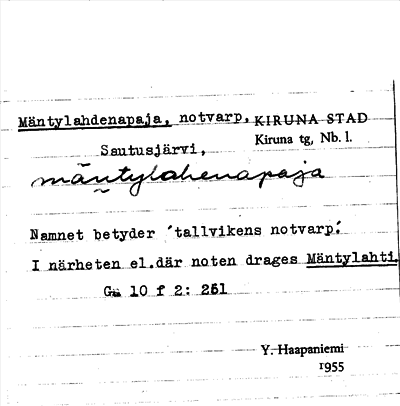 Mäntylahdenapaja, notvarp, KIRUNA STAD
Sautusjärvi, Kiruna tg, Nb. l.
mäntylahenapaja
Namnet betyder ´tallvikens notvarp´.
I närheten el.där noten drages Mäntylahti.
10 f 2: 251
Y. Haapaniemi
1955